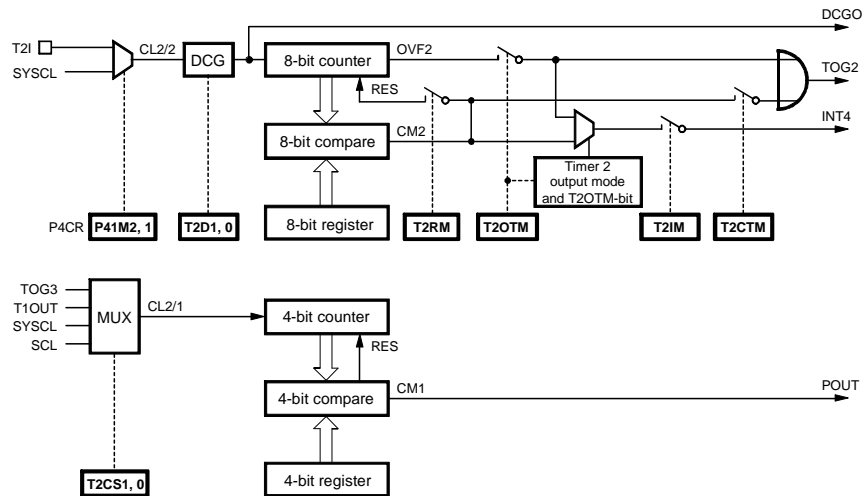 DCGO
T2I
CL2/2
DCG
8-bit counter
OVF2
TOG2
SYSCL
RES
INT4
8-bit compare
CM2
Timer 2
output mode
and T2OTM-bit
P4CR
P41M2, 1
T2D1, 0
8-bit register
T2RM
T2OTM
T2IM
T2CTM
TOG3
T1OUT
SYSCL
SCL
MUX
CL2/1
4-bit counter
RES
4-bit compare
CM1
POUT
T2CS1, 0
4-bit register